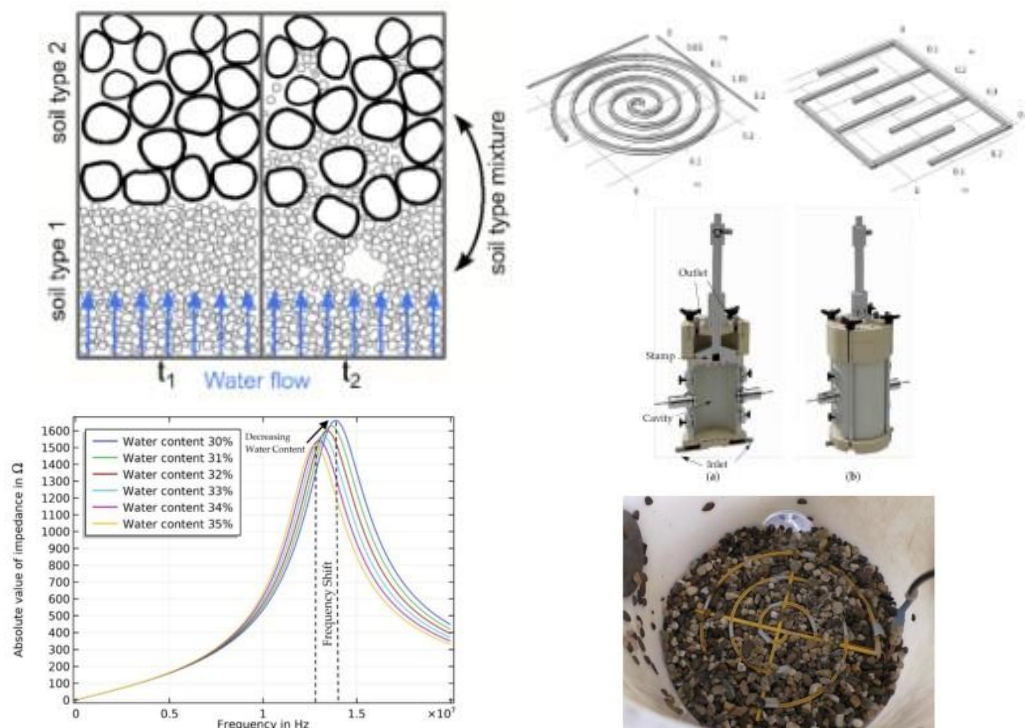 soil type 2
soil type 1
soil type mixture
t1
Water flow
t2
Outlet
Stamp
Cavity
Inlet
(a)
(b)
1600
1500
1400
1300
1200
1100
1000
900
800
700
600
500
400
300
200
100
0
Absolute value of impedance in Ω
Water content 30%
Water content 31%
Water content 32%
Water content 33%
Water content 34%
Water content 35%
Decreasing
Water Content
Frequency Shift
0 0.5 1 1.5 ×10⁷
Frequency in Hz